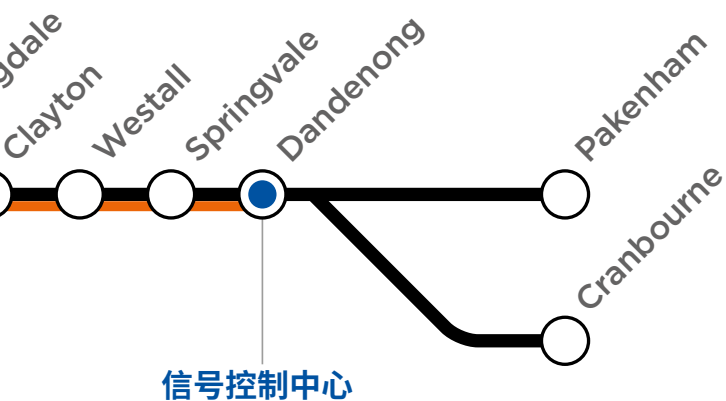 Clayton
Westall
Springvale
Dandenong
Pakenham
Cranbourne
信号控制中心